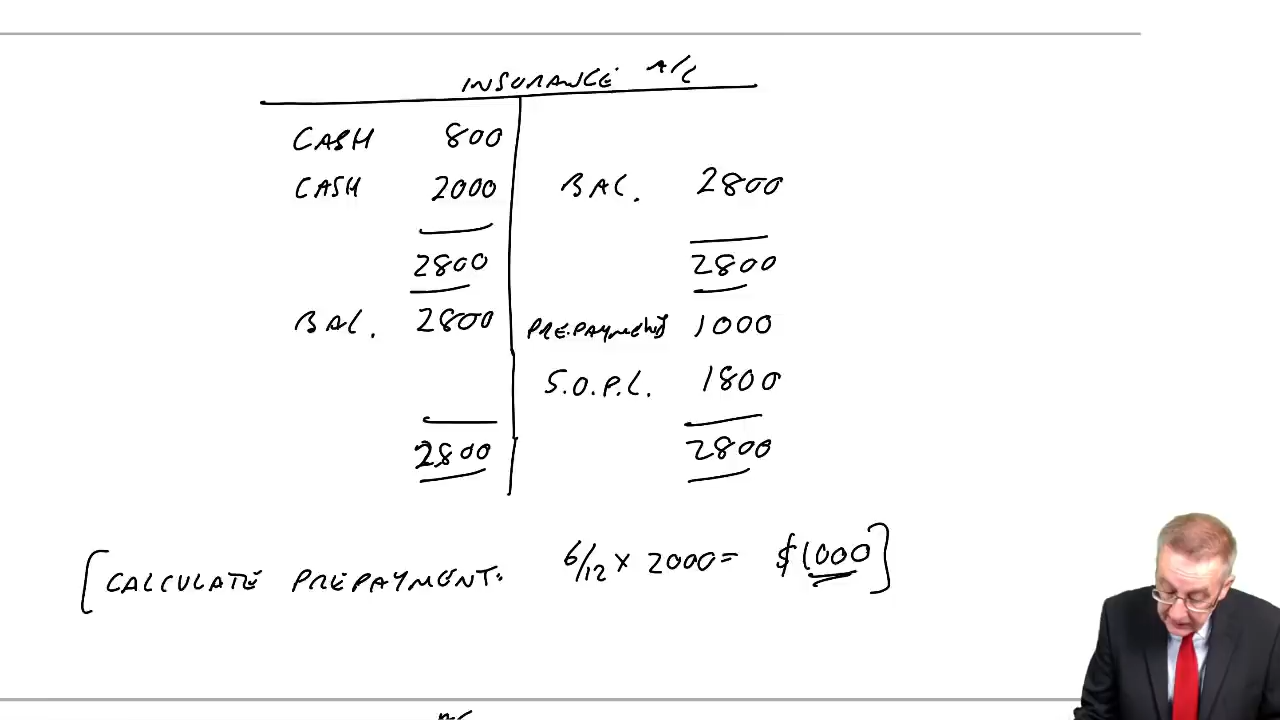 INSURANCE A/C
CASH 800
CASH 2000 BAL. 2800
2800 2800
BAL. 2800 PREPAYMENT 1000
S.O.P.L. 1800
2800 2800
[CALCULATE PREPAYMENT: 6/12 × 2000 = $1000]